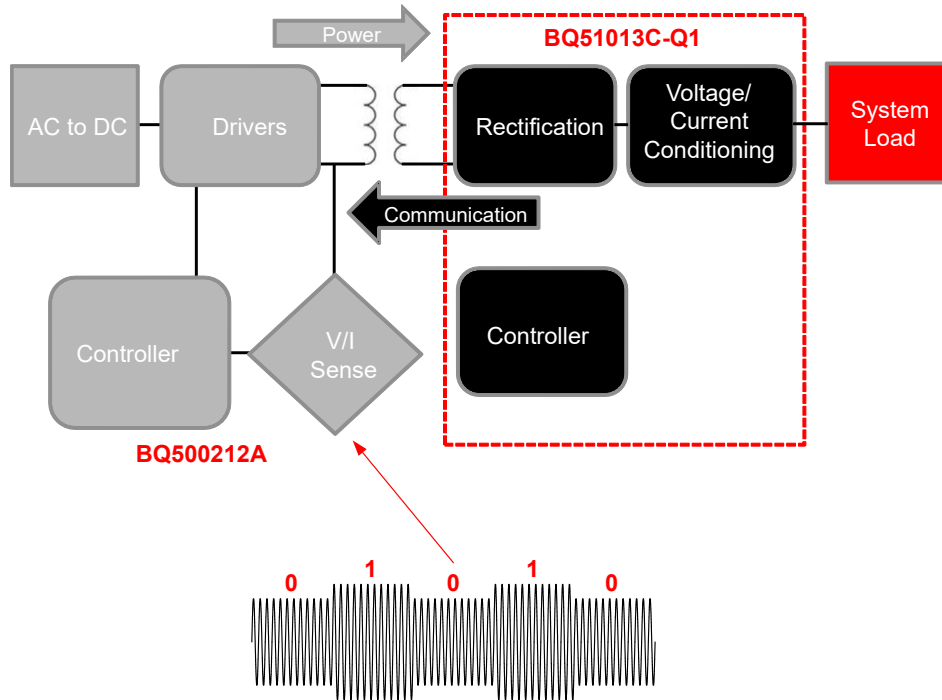 Power
BQ51013C-Q1
AC to DC
Drivers
Rectification
Voltage/
Current
Conditioning
System
Load
Communication
Controller
V/I
Sense
Controller
BQ500212A
0
1
0
1
0